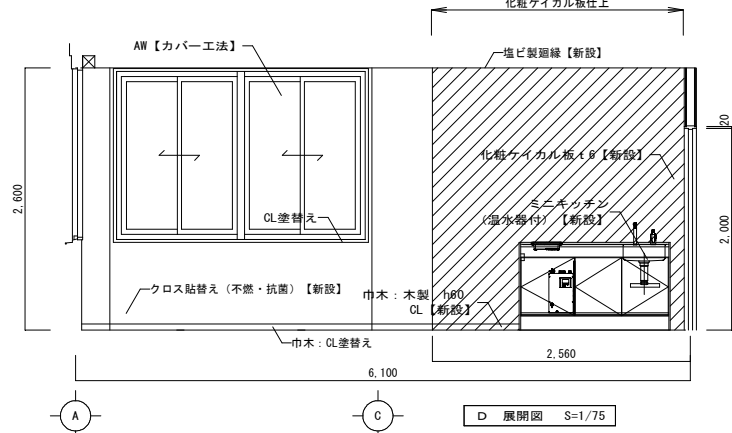 化粧ケイカル板仕上
AW【カバー工法】
塩ビ製廻縁【新設】
20
化粧ケイカル板ｔ6【新設】
2,600
ミニキッチン
(温水器付)【新設】
2,000
CL塗替え
クロス貼替え（不燃・抗菌）【新設】
巾木：木製 h60
CL【新設】
巾木：CL塗替え
2,560
6,100
A
C
D 展開図 S=1/75